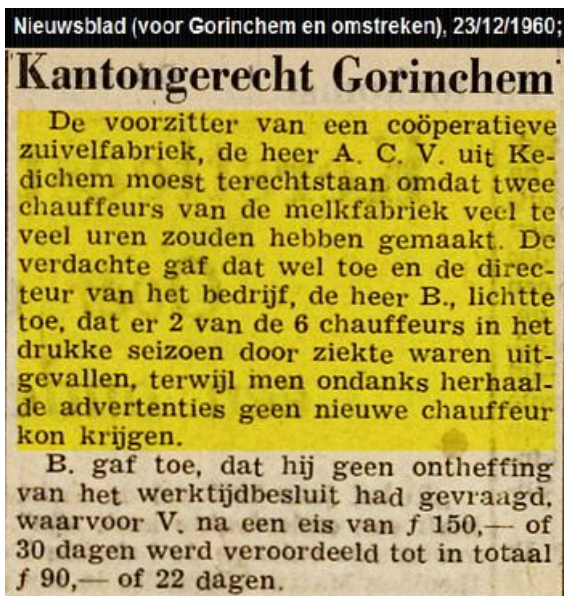 Nieuwsblad (voor Gorinchem en omstreken), 23/12/1960;
Kantongerecht Gorinchem
De voorzitter van een coöperatieve
zuivelfabriek, de heer A. C. V. uit Ke-
dichem moest terechtstaan omdat twee
chauffeurs van de melkfabriek veel te
veel uren zouden hebben gemaakt. De
verdachte gaf dat wel toe en de direc-
teur van het bedrijf, de heer B., lichtte
toe, dat er 2 van de 6 chauffeurs in het
drukke seizoen door ziekte waren uit-
gevallen, terwijl men ondanks herhaal-
de advertenties geen nieuwe chauffeur
kon krijgen.
B. gaf toe, dat hij geen ontheffing
van het werktijdbesluit had gevraagd,
waarvoor V. na een eis van ƒ 150,— of
30 dagen werd veroordeeld tot in totaal
ƒ 90,— of 22 dagen.